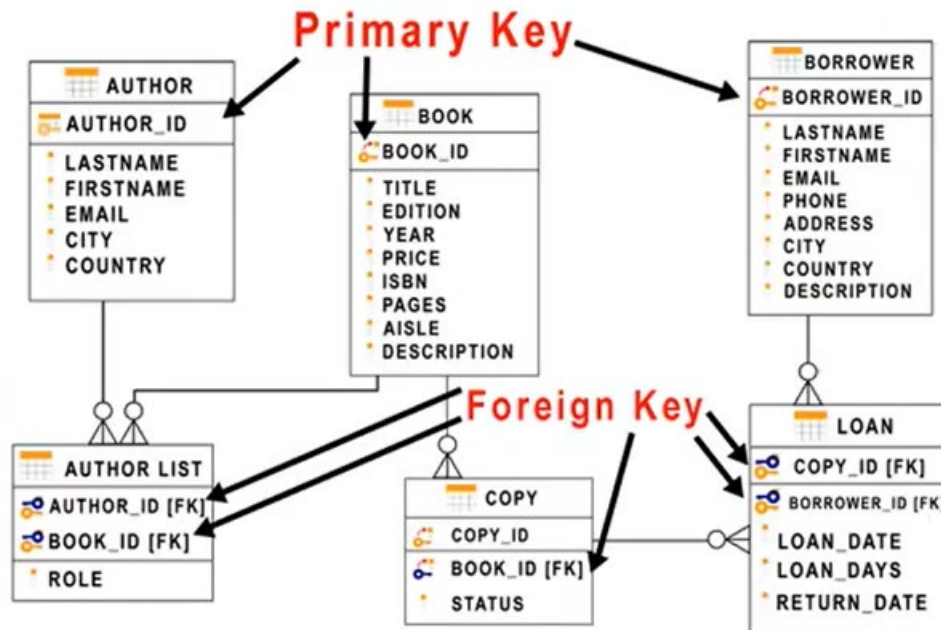 Primary Key
AUTHOR
AUTHOR_ID
LASTNAME
FIRSTNAME
EMAIL
CITY
COUNTRY
BOOK
BOOK_ID
TITLE
EDITION
YEAR
PRICE
ISBN
PAGES
AISLE
DESCRIPTION
BORROWER
BORROWER_ID
LASTNAME
FIRSTNAME
EMAIL
PHONE
ADDRESS
CITY
COUNTRY
DESCRIPTION
Foreign Key
AUTHOR LIST
AUTHOR_ID [FK]
BOOK_ID [FK]
ROLE
COPY
COPY_ID
BOOK_ID [FK]
STATUS
LOAN
COPY_ID [FK]
BORROWER_ID [FK
LOAN_DATE
LOAN_DAYS
RETURN_DATE